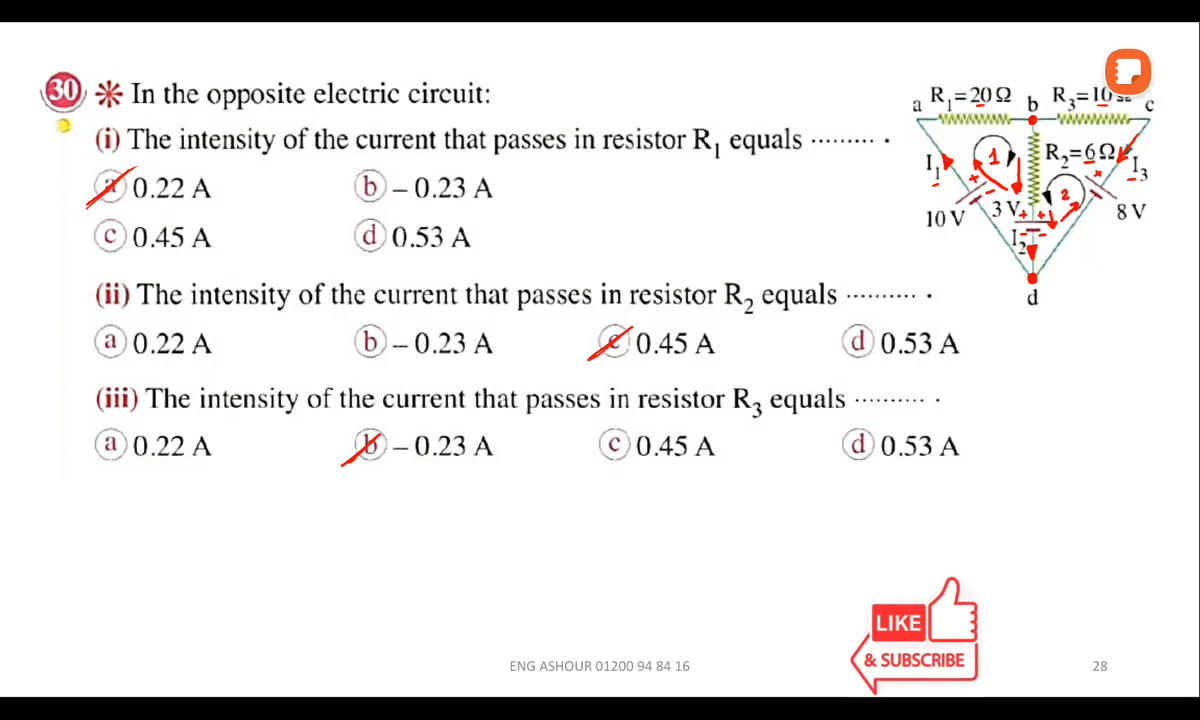 30 * In the opposite electric circuit:
(i) The intensity of the current that passes in resistor R₁ equals ········· .
a 0.22 A b – 0.23 A
c 0.45 A d 0.53 A
(ii) The intensity of the current that passes in resistor R₂ equals ·········· .
a 0.22 A b – 0.23 A c 0.45 A d 0.53 A
(iii) The intensity of the current that passes in resistor R₃ equals ·········· .
a 0.22 A b – 0.23 A c 0.45 A d 0.53 A
a R₁=20 Ω b R₃=10 Ω c
R₂=6 Ω
I₁ 1 I₃
+ - + 2
10 V 3 V 8 V
+ +
I₂ - -
d
LIKE
& SUBSCRIBE
ENG ASHOUR 01200 94 84 16
28